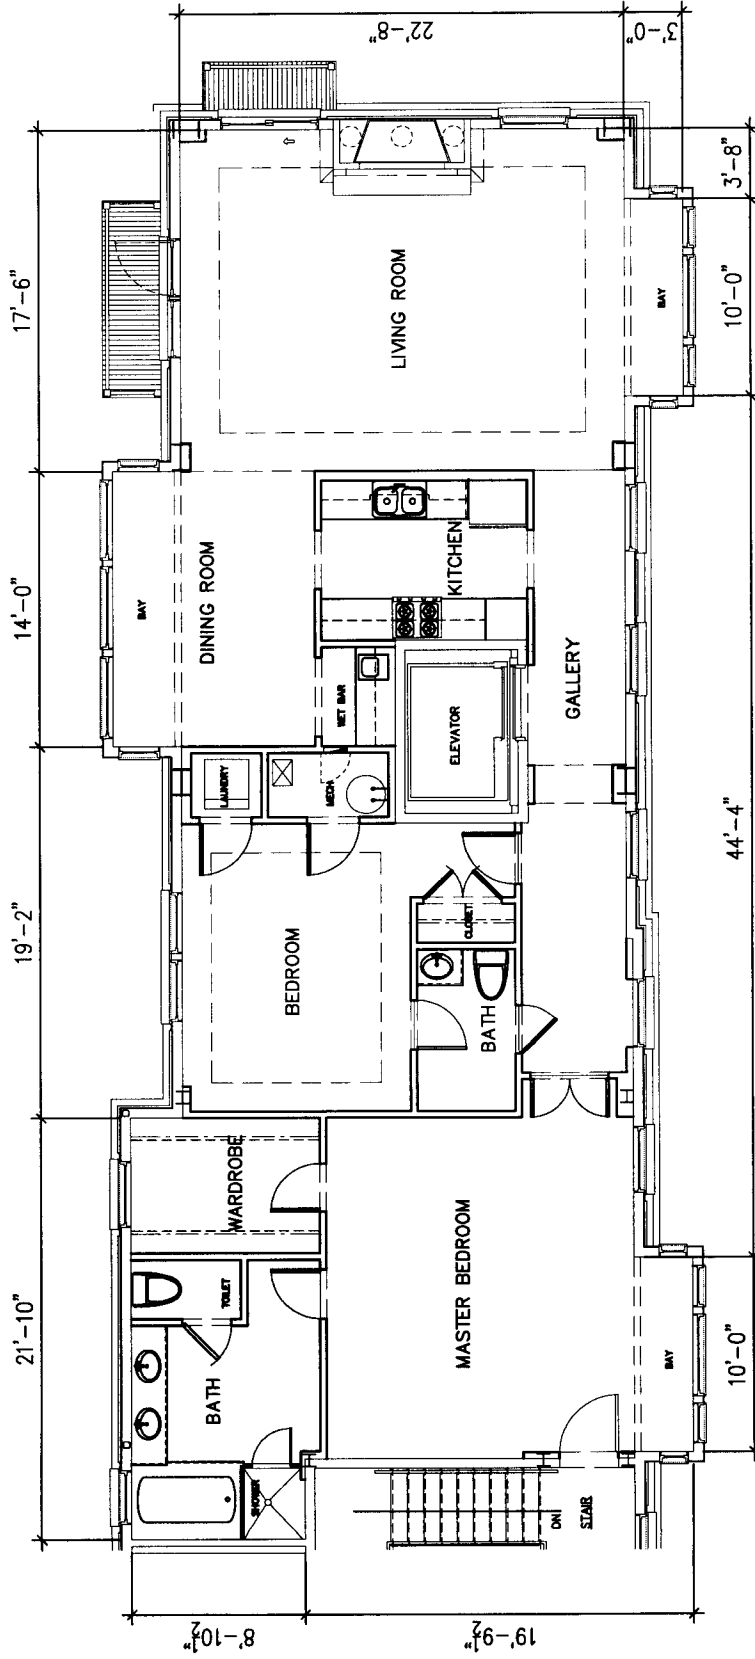 21'-10"
19'-2"
14'-0"
17'-6"
BAY
DINING ROOM
LIVING ROOM
LAUNDRY
MECH
WET BAR
KITCHEN
ELEVATOR
GALLERY
BAY
WARDROBE
BEDROOM
CLOSET
BATH
TOILET
BATH
SHOWER
MASTER BEDROOM
BAY
DN
STAIR
10'-0"
44'-4"
10'-0"
3'-8"
8'-10½"
19'-9½"
22'-8"
3'-0"